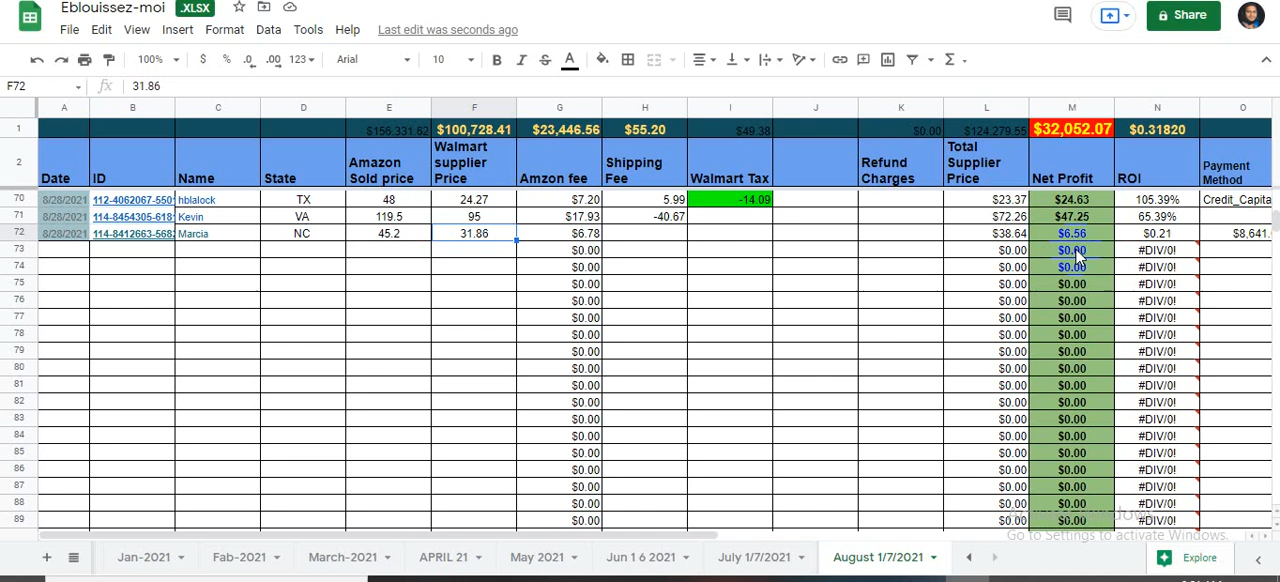 Eblouissez-moi .XLSX
File Edit View Insert Format Data Tools Help Last edit was seconds ago
Share
100% $ % .0 .00 123 Arial 10 B I S A
F72 fx 31.86
A B C D E F G H I J K L M N O
1 $156,331.62 $100,728.41 $23,446.56 $55.20 $49.38 $0.00 $124,279.55 $32,052.07 $0.31820
2 Date ID Name State Amazon Sold price Walmart supplier Price Amzon fee Shipping Fee Walmart Tax Refund Charges Total Supplier Price Net Profit ROI Payment Method
70 8/28/2021 112-4062067-550 hblalock TX 48 24.27 $7.20 5.99 -14.09 $23.37 $24.63 105.39% Credit_Capita
71 8/28/2021 114-8454305-618 Kevin VA 119.5 95 $17.93 -40.67 $72.26 $47.25 65.39%
72 8/28/2021 114-8412663-568 Marcia NC 45.2 31.86 $6.78 $38.64 $6.56 $0.21 $8,641.
73 $0.00 $0.00 $0.00 #DIV/0!
74 $0.00 $0.00 $0.00 #DIV/0!
75 $0.00 $0.00 $0.00 #DIV/0!
76 $0.00 $0.00 $0.00 #DIV/0!
77 $0.00 $0.00 $0.00 #DIV/0!
78 $0.00 $0.00 $0.00 #DIV/0!
79 $0.00 $0.00 $0.00 #DIV/0!
80 $0.00 $0.00 $0.00 #DIV/0!
81 $0.00 $0.00 $0.00 #DIV/0!
82 $0.00 $0.00 $0.00 #DIV/0!
83 $0.00 $0.00 $0.00 #DIV/0!
84 $0.00 $0.00 $0.00 #DIV/0!
85 $0.00 $0.00 $0.00 #DIV/0!
86 $0.00 $0.00 $0.00 #DIV/0!
87 $0.00 $0.00 $0.00 #DIV/0!
88 $0.00 $0.00 $0.00 #DIV/0!
89 $0.00 $0.00 $0.00 #DIV/0!
Go to Settings to activate Windows.
Jan-2021 Fab-2021 March-2021 APRIL 21 May 2021 Jun 1 6 2021 July 1/7/2021 August 1/7/2021 Explore